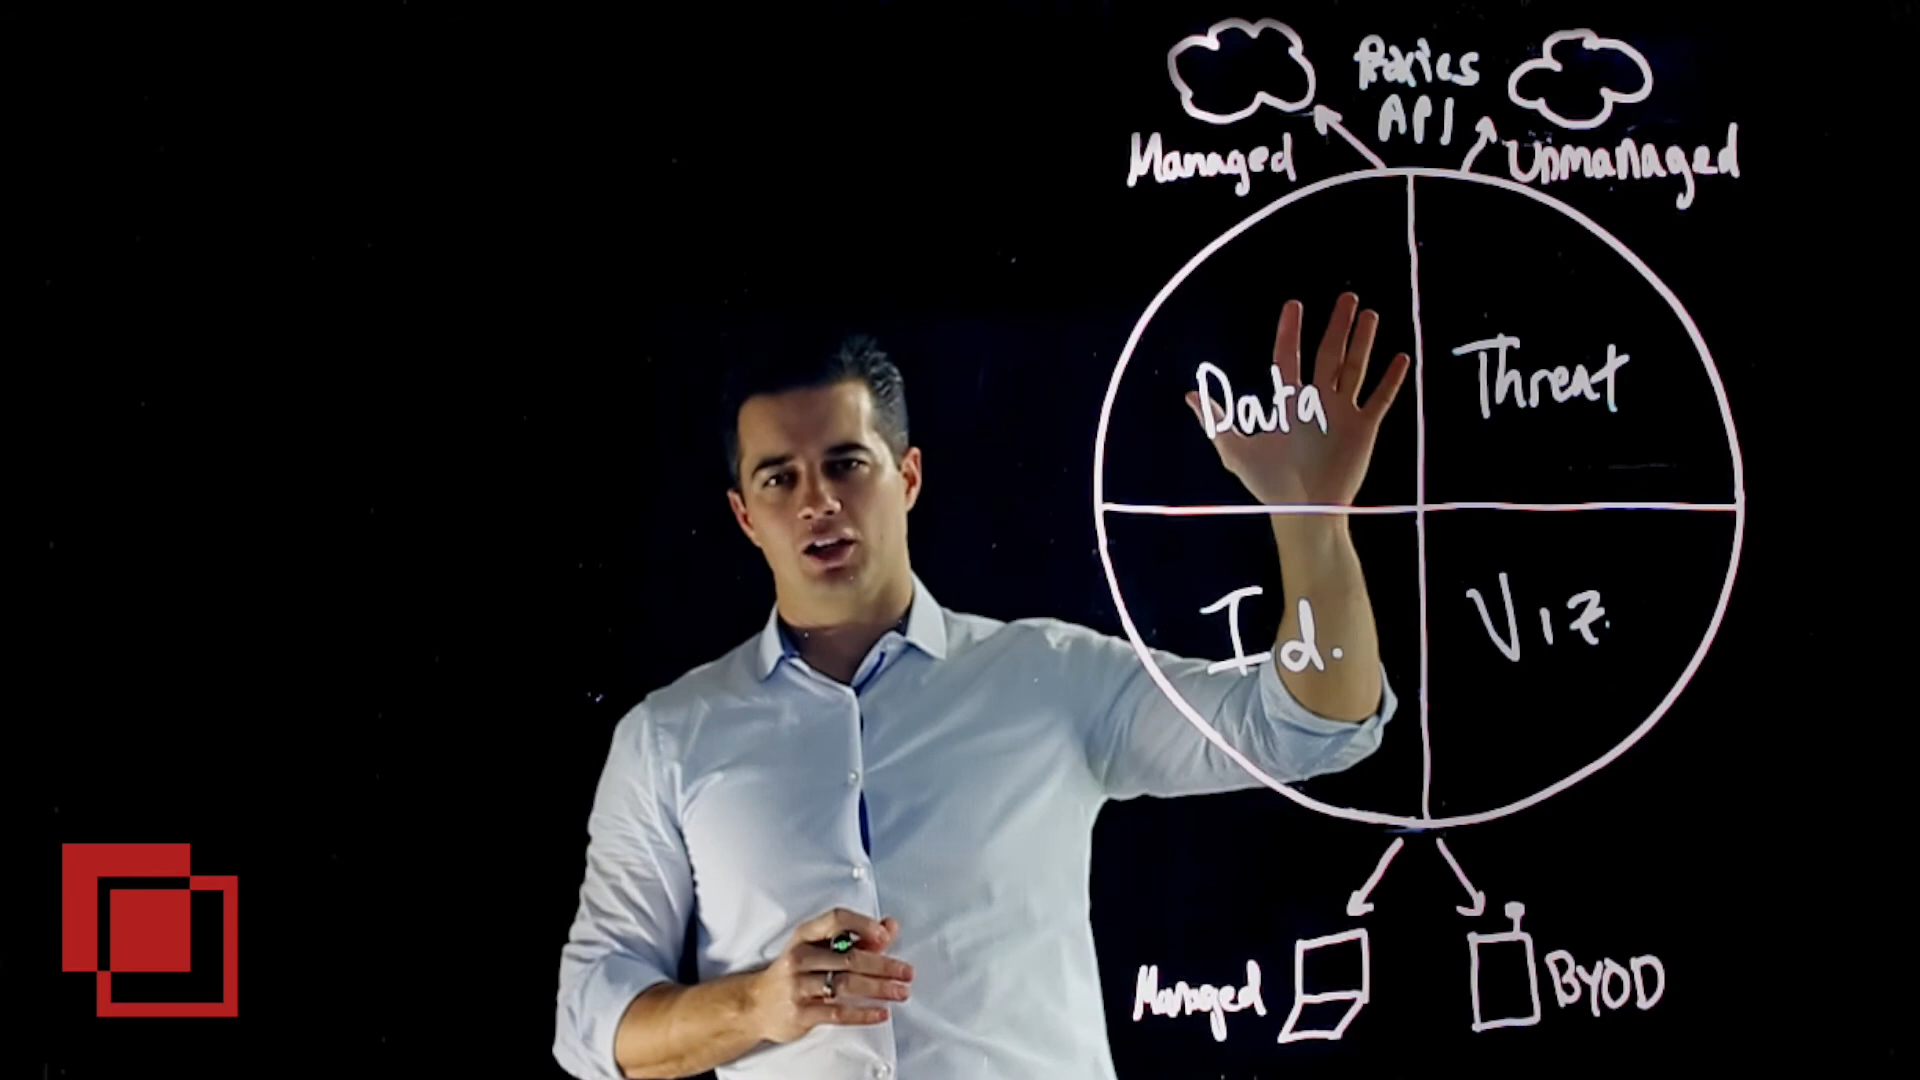 Proxies
API
Managed
Unmanaged
Data
Threat
Id.
Viz.
Managed
BYOD